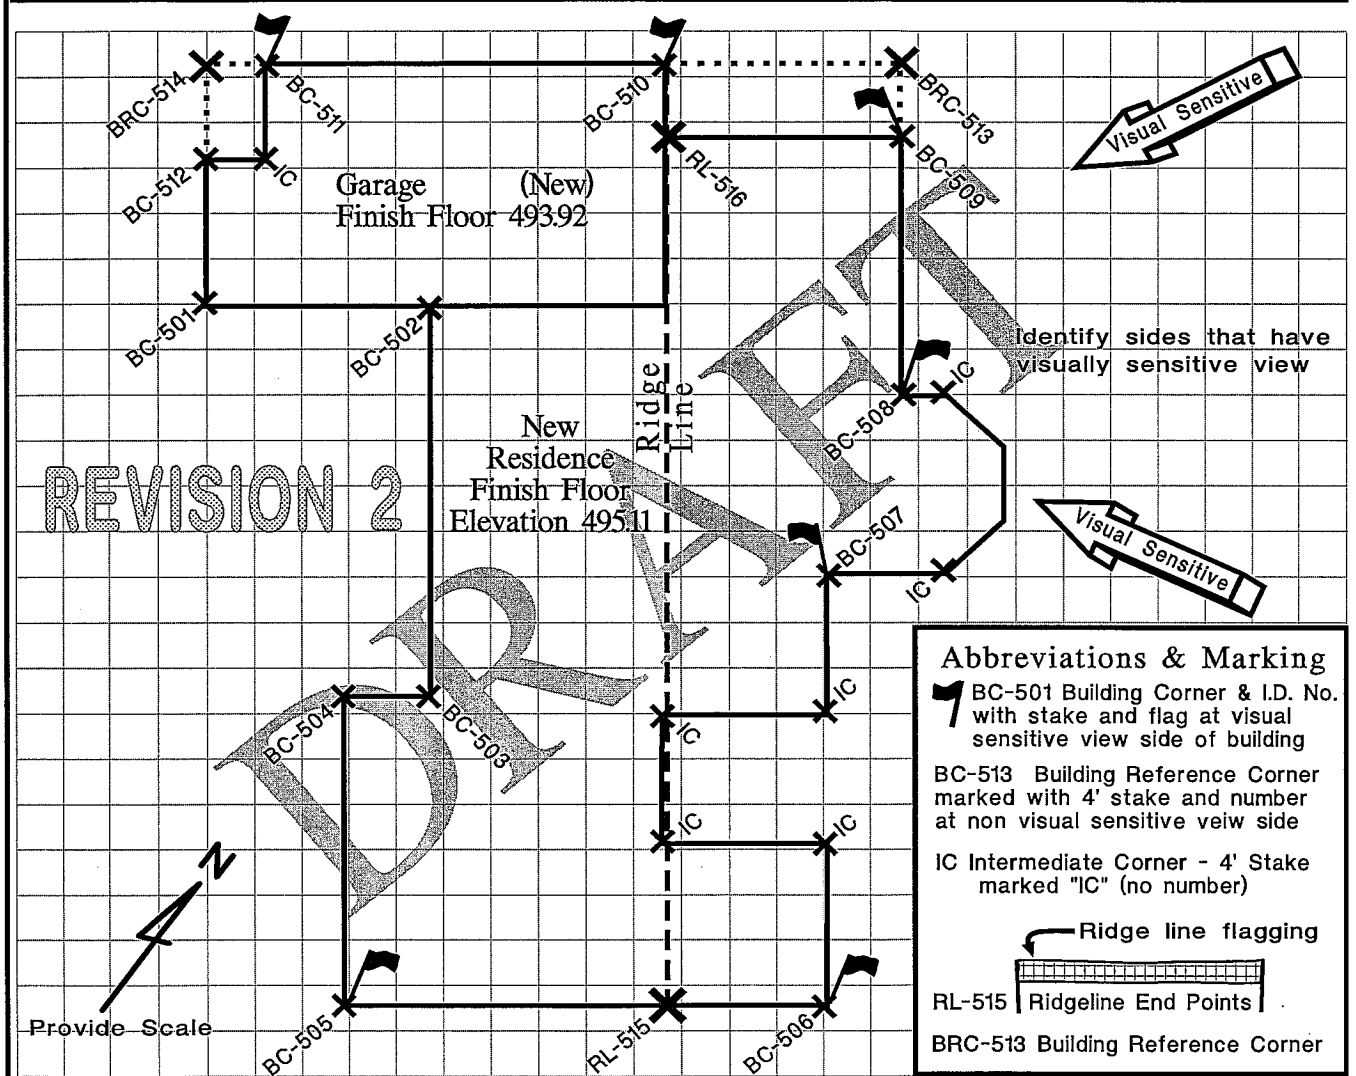 BRC-514
BC-511
BC-510
BRC-513
Visual Sensitive
BC-512
IC
Garage (New)
Finish Floor 493.92
RL-516
BC-509
BC-501
BC-502
Identify sides that have
visually sensitive view
Ridge
Line
IC
BC-508
New
Residence
Finish Floor
Elevation 495.11
REVISION 2
DRAFT
BC-507
Visual Sensitive
IC
IC
IC
BC-504
BC-503
IC
IC
N
Provide Scale
BC-505
RL-515
BC-506
Abbreviations & Marking
BC-501 Building Corner & I.D. No.
with stake and flag at visual
sensitive view side of building
BC-513 Building Reference Corner
marked with 4' stake and number
at non visual sensitive veiw side
IC Intermediate Corner - 4' Stake
marked "IC" (no number)
Ridge line flagging
RL-515 Ridgeline End Points
BRC-513 Building Reference Corner